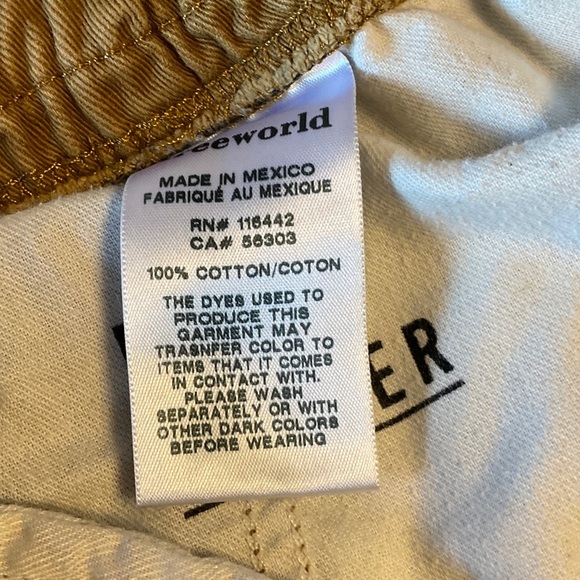 freeworld
MADE IN MEXICO
FABRIQUÉ AU MEXIQUE
RN# 116442
CA# 56303
100% COTTON/COTON
THE DYES USED TO
PRODUCE THIS
GARMENT MAY
TRASNFER COLOR TO
ITEMS THAT IT COMES
IN CONTACT WITH.
PLEASE WASH
SEPARATELY OR WITH
OTHER DARK COLORS
BEFORE WEARING